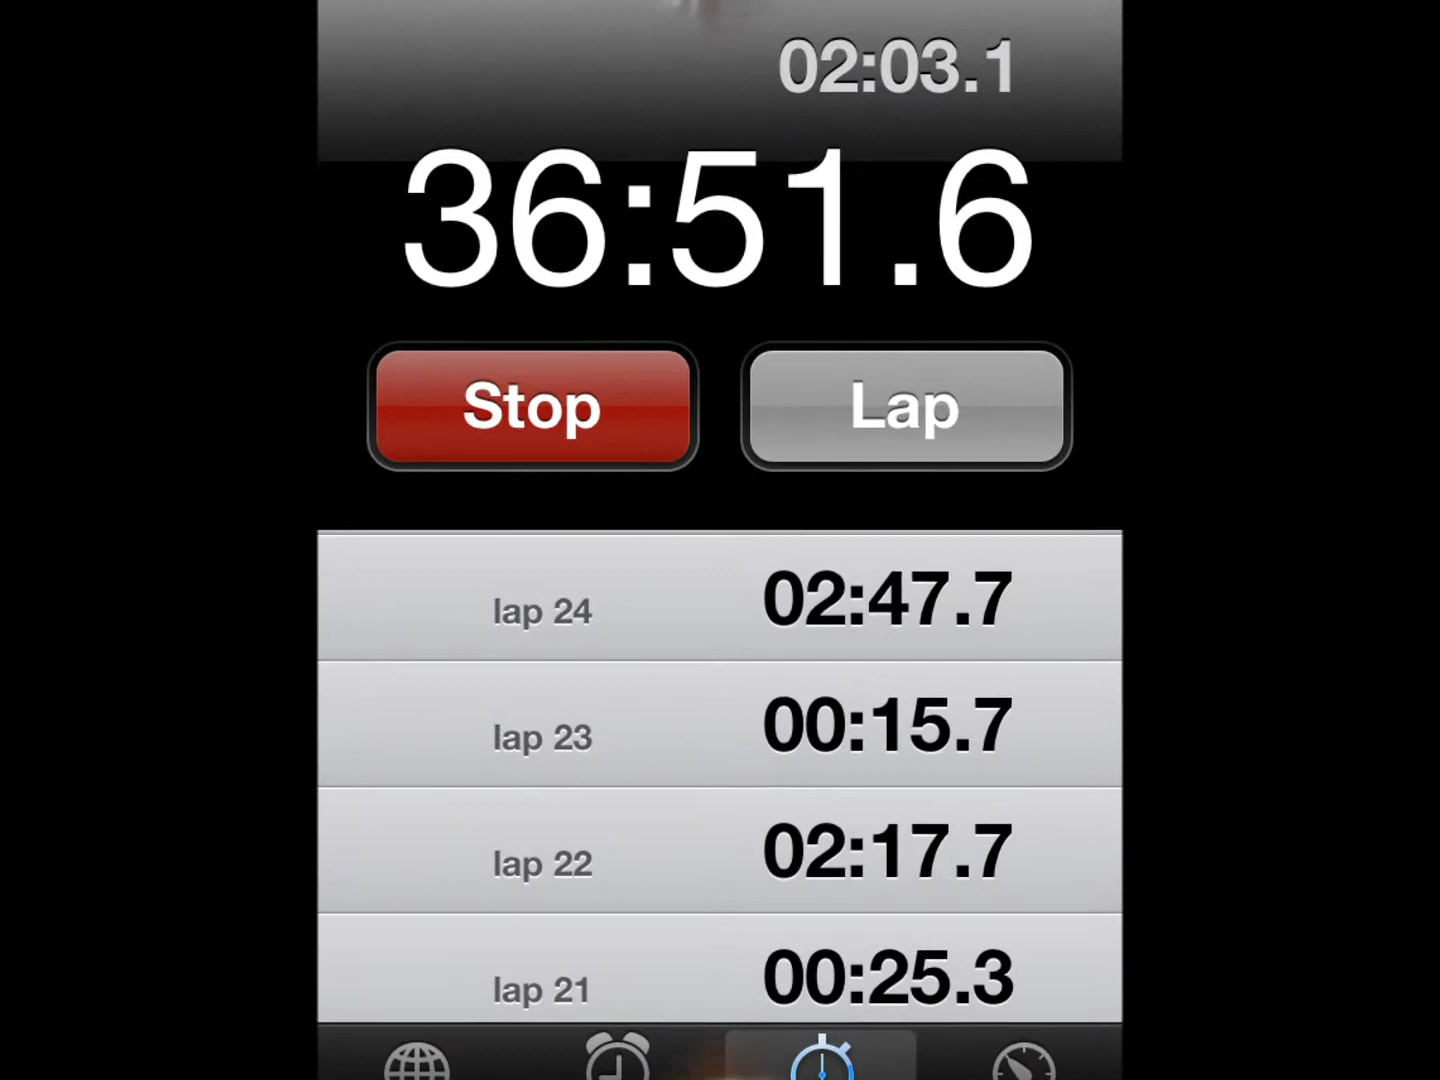 02:03.1
36:51.6
Stop Lap
lap 24 02:47.7
lap 23 00:15.7
lap 22 02:17.7
lap 21 00:25.3